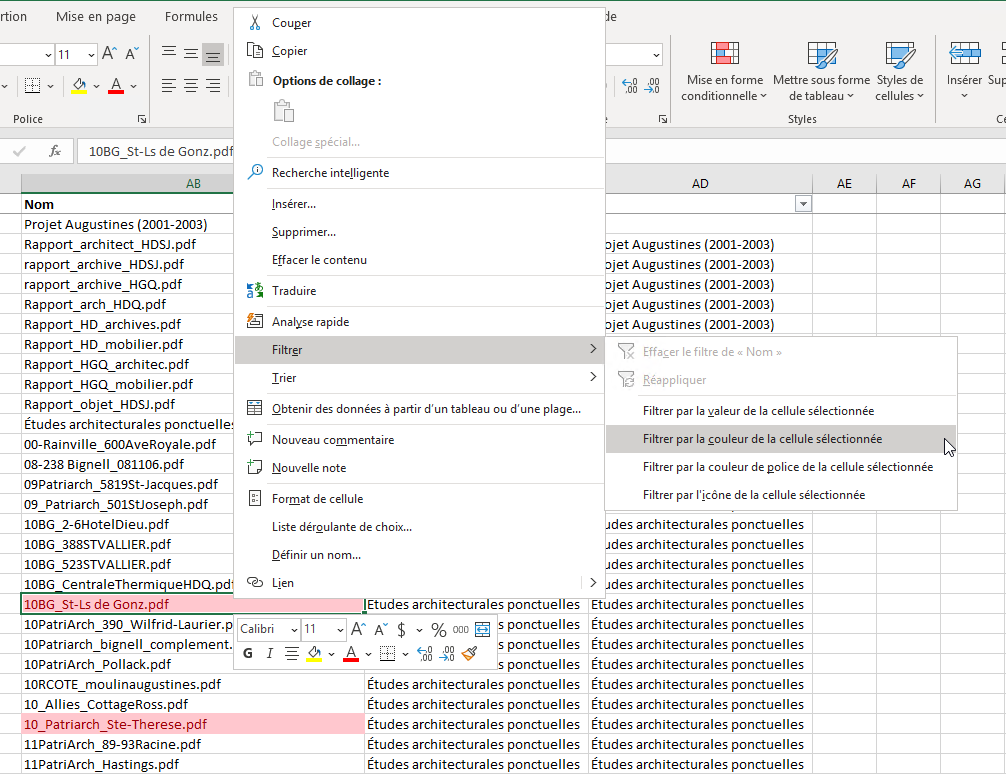 rtion Mise en page Formules de
11 A A
A
Police
Mise en forme conditionnelle
Mettre sous forme de tableau
Styles de cellules
Insérer
Styles
fx 10BG_St-Ls de Gonz.pdf
Couper
Copier
Options de collage :
Collage spécial...
Recherche intelligente
Insérer...
Supprimer...
Effacer le contenu
Traduire
Analyse rapide
Filtrer
Trier
Obtenir des données à partir d'un tableau ou d'une plage...
Nouveau commentaire
Nouvelle note
Format de cellule
Liste déroulante de choix...
Définir un nom...
Lien
Effacer le filtre de « Nom »
Réappliquer
Filtrer par la valeur de la cellule sélectionnée
Filtrer par la couleur de la cellule sélectionnée
Filtrer par la couleur de police de la cellule sélectionnée
Filtrer par l'icône de la cellule sélectionnée
Calibri 11 A A $ % 000
G I A
AB AD AE AF AG
Nom
Projet Augustines (2001-2003)
Rapport_architect_HDSJ.pdf ojet Augustines (2001-2003)
rapport_archive_HDSJ.pdf ojet Augustines (2001-2003)
rapport_archive_HGQ.pdf ojet Augustines (2001-2003)
Rapport_arch_HDQ.pdf ojet Augustines (2001-2003)
Rapport_HD_archives.pdf ojet Augustines (2001-2003)
Rapport_HD_mobilier.pdf
Rapport_HGQ_architec.pdf
Rapport_HGQ_mobilier.pdf
Rapport_objet_HDSJ.pdf
Études architecturales ponctuelles
00-Rainville_600AveRoyale.pdf
08-238 Bignell_081106.pdf
09Patriarch_5819St-Jacques.pdf
09_Patriarch_501StJoseph.pdf
10BG_2-6HotelDieu.pdf udes architecturales ponctuelles
10BG_388STVALLIER.pdf udes architecturales ponctuelles
10BG_523STVALLIER.pdf udes architecturales ponctuelles
10BG_CentraleThermiqueHDQ.pdf udes architecturales ponctuelles
10BG_St-Ls de Gonz.pdf Études architecturales ponctuelles Études architecturales ponctuelles
10PatriArch_390_Wilfrid-Laurier.p s architecturales ponctuelles
10Patriarch_bignell_complement. s architecturales ponctuelles
10PatriArch_Pollack.pdf s architecturales ponctuelles
10RCOTE_moulinaugustines.pdf Études architecturales ponctuelles Études architecturales ponctuelles
10_Allies_CottageRoss.pdf Études architecturales ponctuelles Études architecturales ponctuelles
10_Patriarch_Ste-Therese.pdf Études architecturales ponctuelles Études architecturales ponctuelles
11PatriArch_89-93Racine.pdf Études architecturales ponctuelles Études architecturales ponctuelles
11PatriArch_Hastings.pdf Études architecturales ponctuelles Études architecturales ponctuelles